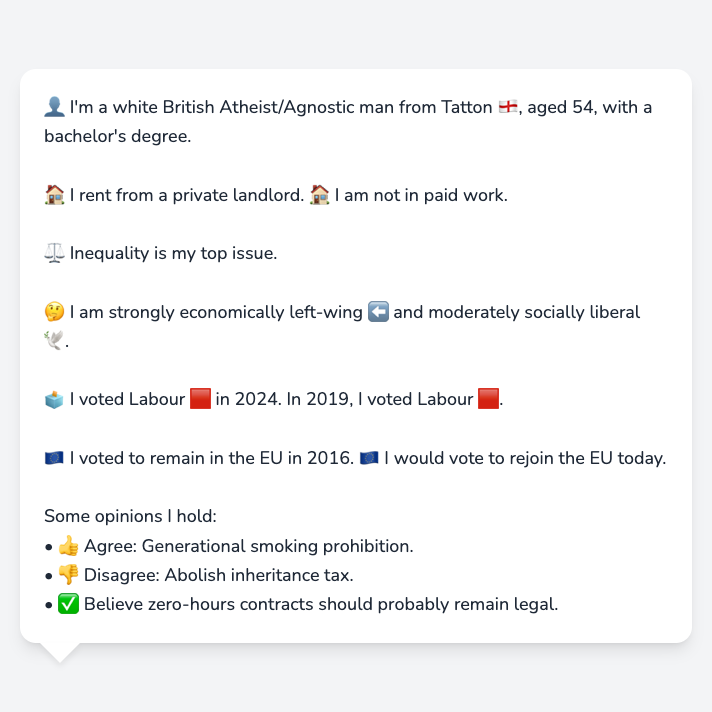 👤 I'm a white British Atheist/Agnostic man from Tatton 🏴󠁧󠁢󠁥󠁮󠁧󠁿, aged 54, with a
bachelor's degree.
🏠 I rent from a private landlord. 🏠 I am not in paid work.
⚖️ Inequality is my top issue.
🤔 I am strongly economically left-wing ⬅️ and moderately socially liberal
🕊️.
🗳️ I voted Labour 🟥 in 2024. In 2019, I voted Labour 🟥.
🇪🇺 I voted to remain in the EU in 2016. 🇪🇺 I would vote to rejoin the EU today.
Some opinions I hold:
• 👍 Agree: Generational smoking prohibition.
• 👎 Disagree: Abolish inheritance tax.
• ✅ Believe zero-hours contracts should probably remain legal.